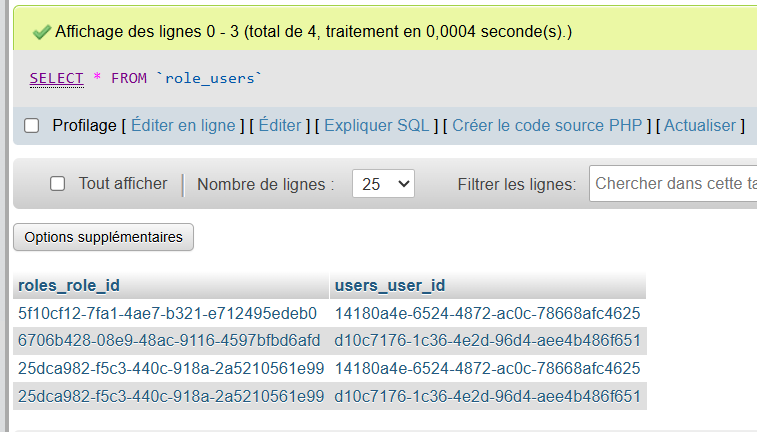 Affichage des lignes 0 - 3 (total de 4, traitement en 0,0004 seconde(s).)
SELECT * FROM `role_users`
Profilage [ Éditer en ligne ] [ Éditer ] [ Expliquer SQL ] [ Créer le code source PHP ] [ Actualiser ]
Tout afficher | Nombre de lignes : 25 Filtrer les lignes: Chercher dans cette ta
Options supplémentaires
roles_role_id users_user_id
5f10cf12-7fa1-4ae7-b321-e712495edeb0 14180a4e-6524-4872-ac0c-78668afc4625
6706b428-08e9-48ac-9116-4597bfbd6afd d10c7176-1c36-4e2d-96d4-aee4b486f651
25dca982-f5c3-440c-918a-2a5210561e99 14180a4e-6524-4872-ac0c-78668afc4625
25dca982-f5c3-440c-918a-2a5210561e99 d10c7176-1c36-4e2d-96d4-aee4b486f651